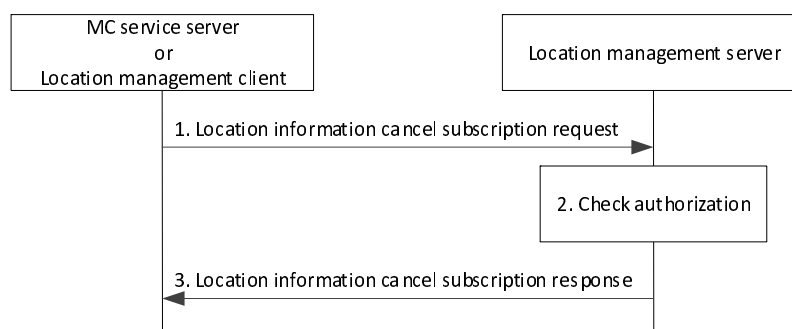 MC service server
or
Location management client
Location management server
1. Location information cancel subscription request
2. Check authorization
3. Location information cancel subscription response